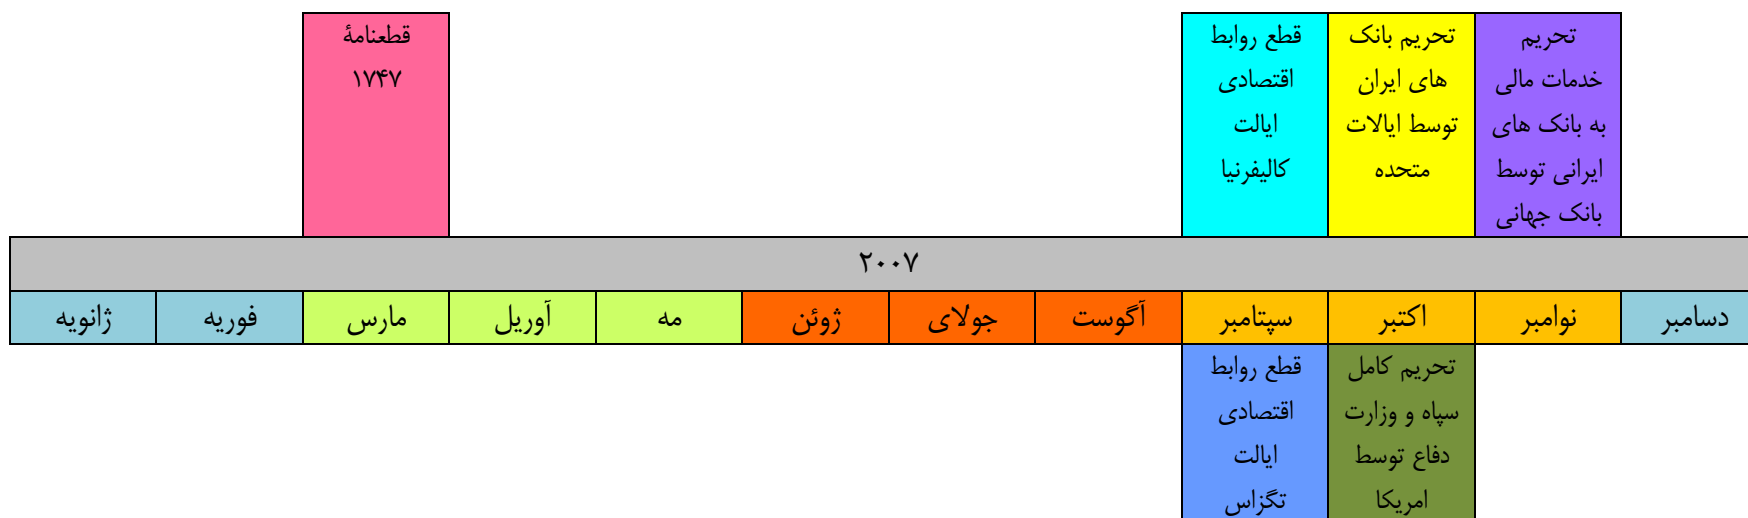 قطعنامهٔ
۱۷۴۷
قطع روابط
اقتصادی
ایالت
کالیفرنیا
تحریم بانک
های ایران
توسط ایالات
متحده
تحریم
خدمات مالی
به بانک های
ایرانی توسط
بانک جهانی
۲۰۰۷
ژانویه
فوریه
مارس
آوریل
مه
ژوئن
جولای
آگوست
سپتامبر
اکتبر
نوامبر
دسامبر
قطع روابط
اقتصادی
ایالت
تگزاس
تحریم کامل
سپاه و وزارت
دفاع توسط
امریکا